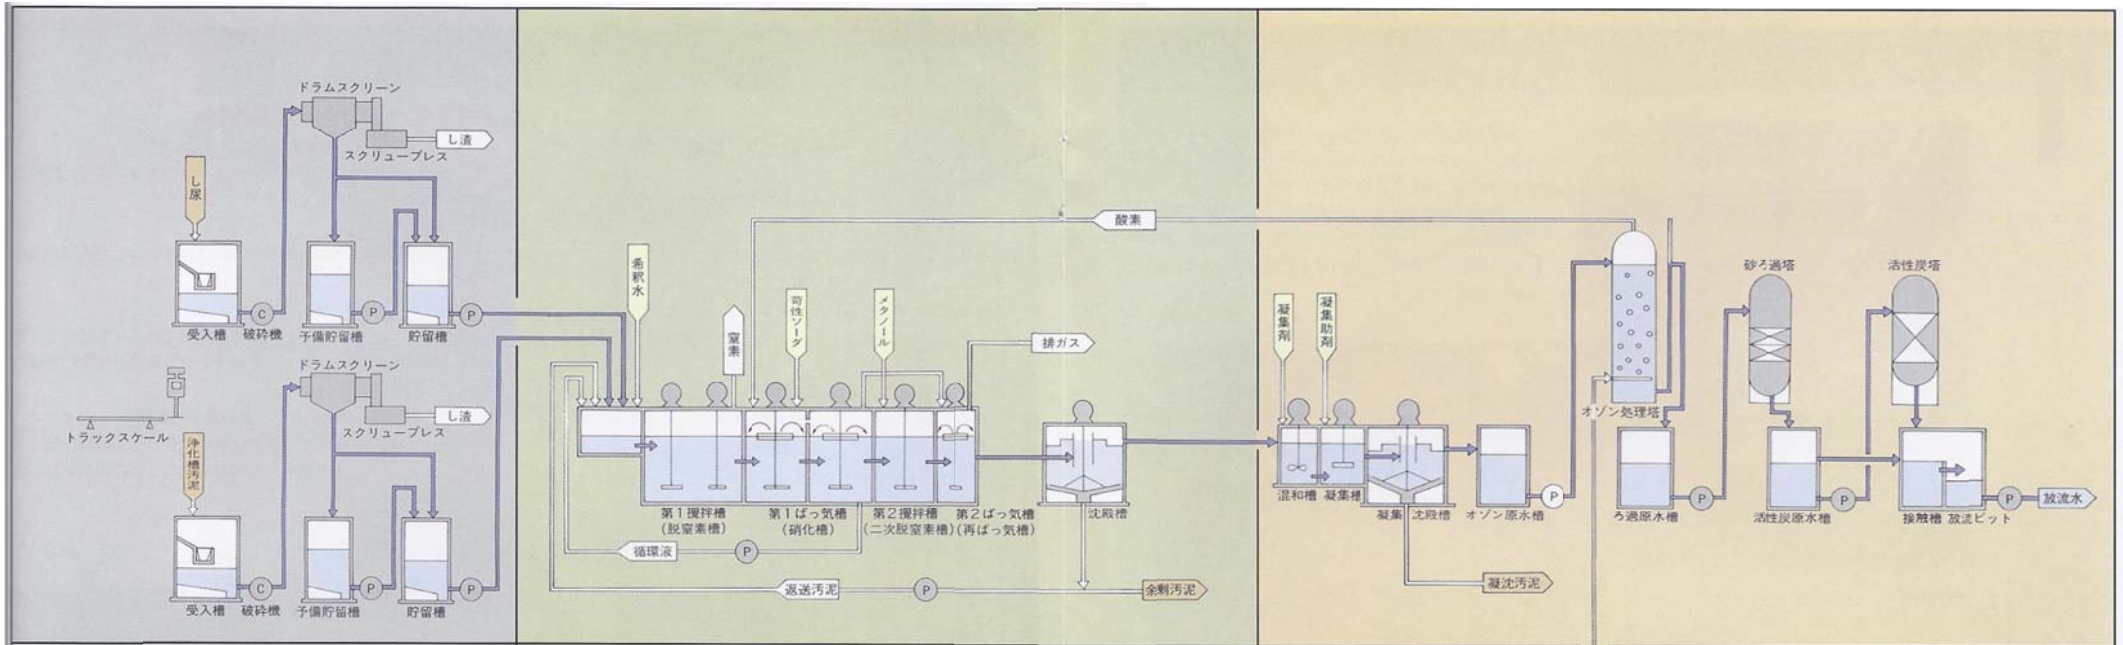 ドラムスクリーン
し渣
スクリュープレス
し尿
受入槽
C
破砕機
予備貯留槽
P
貯留槽
P
トラックスケール
ドラムスクリーン
し渣
スクリュープレス
浄化槽汚泥
受入槽
C
破砕機
予備貯留槽
P
貯留槽
P
酸素
希釈水
窒素
苛性ソーダ
メタノール
排ガス
第1攪拌槽
(脱窒素槽)
第1ばっ気槽
(硝化槽)
第2攪拌槽
(二次脱窒素槽)
第2ばっ気槽
(再ばっ気槽)
沈殿槽
循環液
P
返送汚泥
P
余剰汚泥
凝集剤
凝集助剤
混和槽
凝集槽
凝集 沈殿槽
凝沈汚泥
オゾン原水槽
P
オゾン処理塔
ろ過原水槽
P
砂ろ過塔
活性炭原水槽
P
活性炭塔
接触槽
放流ピット
P
放流水